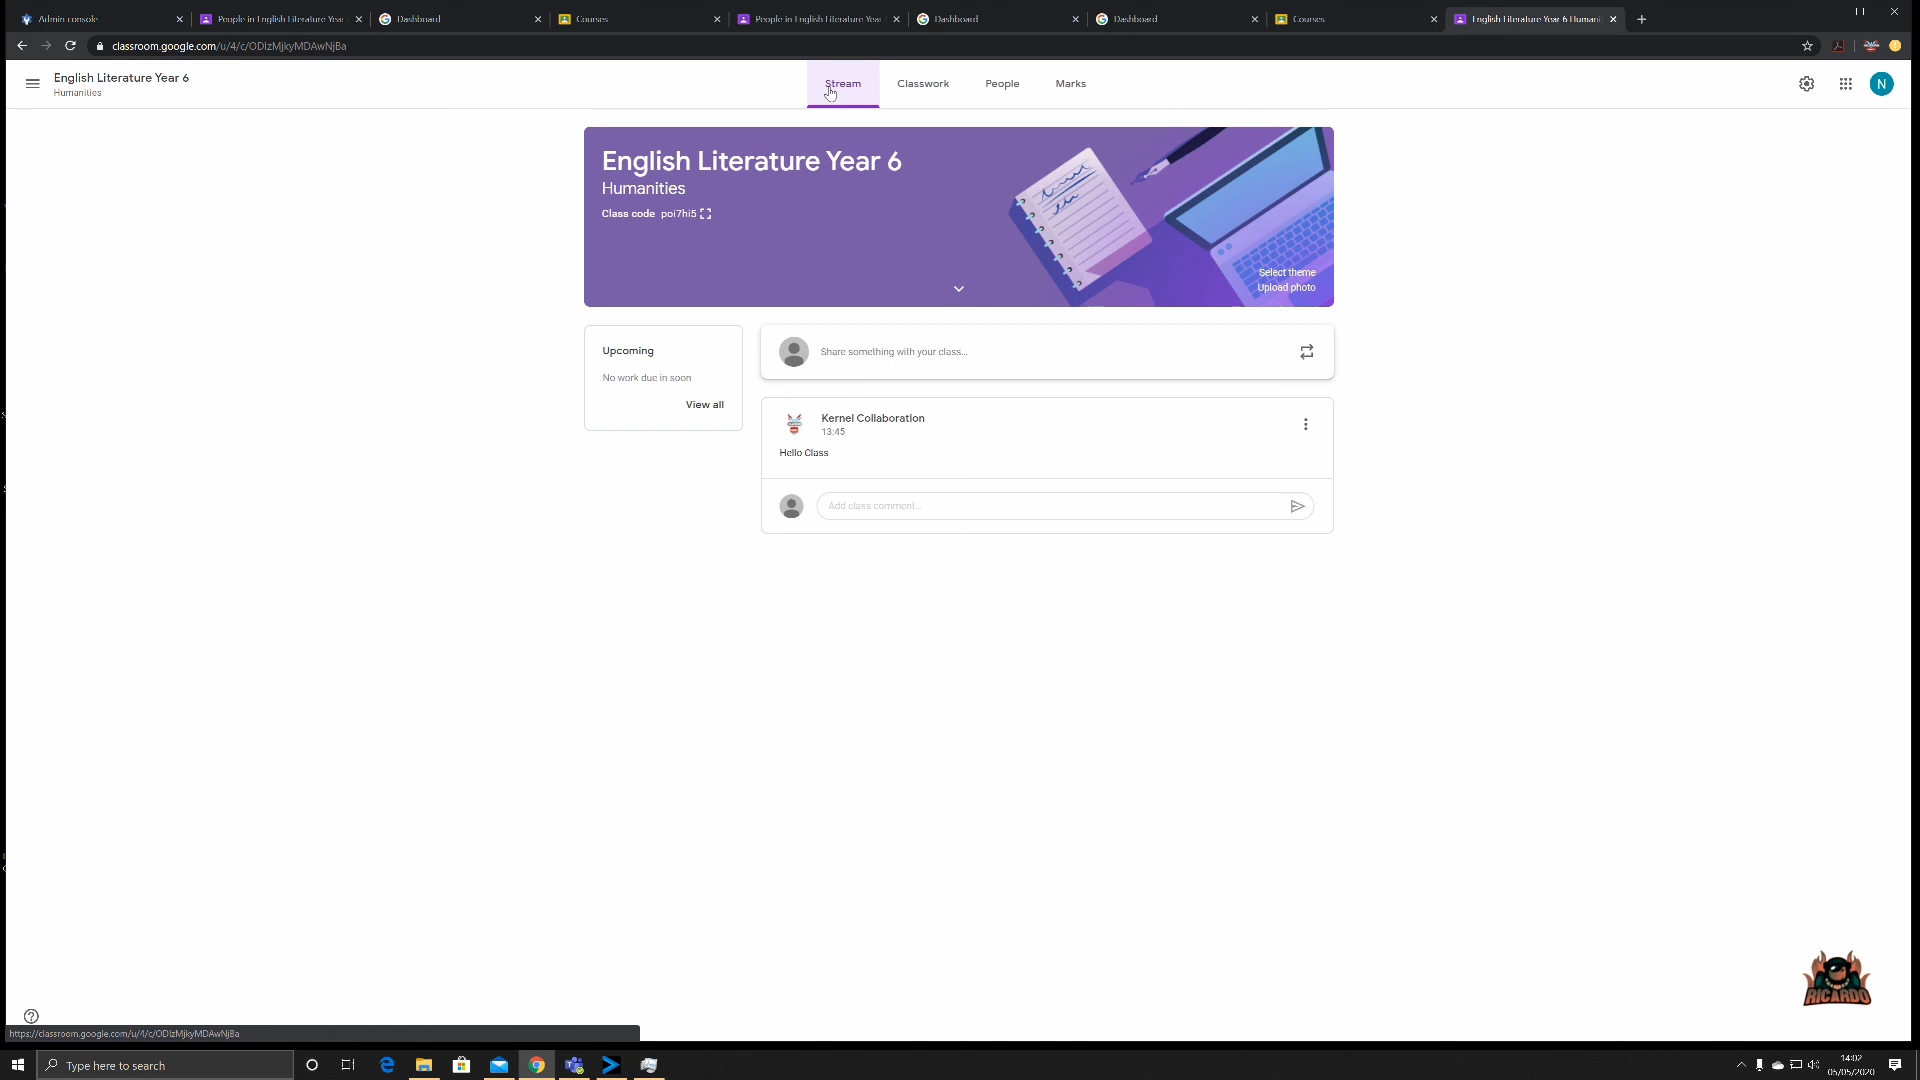 Admin console
People in English Literature Year
Dashboard
Courses
People in English Literature Year
Dashboard
Dashboard
Courses
English Literature Year 6 Humani
classroom.google.com/u/4/c/ODIzMjkyMDAwNjBa
English Literature Year 6
Humanities
Stream
Classwork
People
Marks
N
English Literature Year 6
Humanities
Class code poi7hi5
Select theme
Upload photo
Upcoming
No work due in soon
View all
Share something with your class...
Kernel Collaboration
13:45
Hello Class
Add class comment...
RICARDO
https://classroom.google.com/u/4/c/ODIzMjkyMDAwNjBa
Type here to search
14:02
05/05/2020